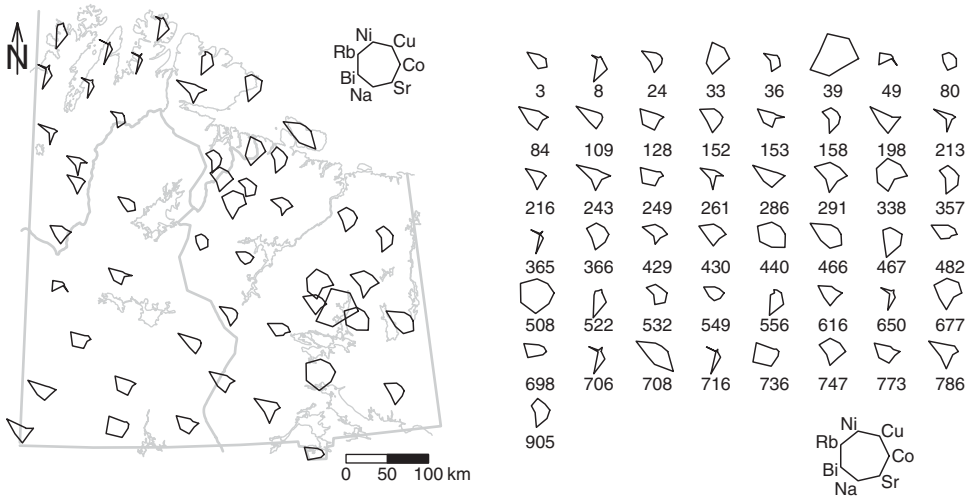 N
Ni
Cu
Rb
Co
Bi
Sr
Na
0 50 100 km
3 8 24 33 36 39 49 80
84 109 128 152 153 158 198 213
216 243 249 261 286 291 338 357
365 366 429 430 440 466 467 482
508 522 532 549 556 616 650 677
698 706 708 716 736 747 773 786
905
Ni
Cu
Rb
Co
Bi
Sr
Na